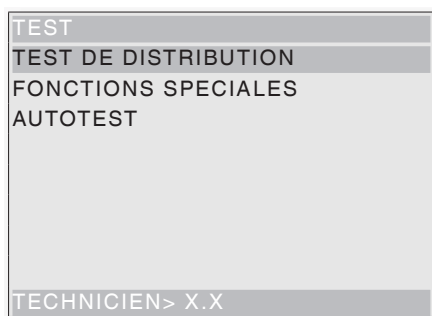 TEST
TEST DE DISTRIBUTION
FONCTIONS SPECIALES
AUTOTEST
TECHNICIEN> X.X